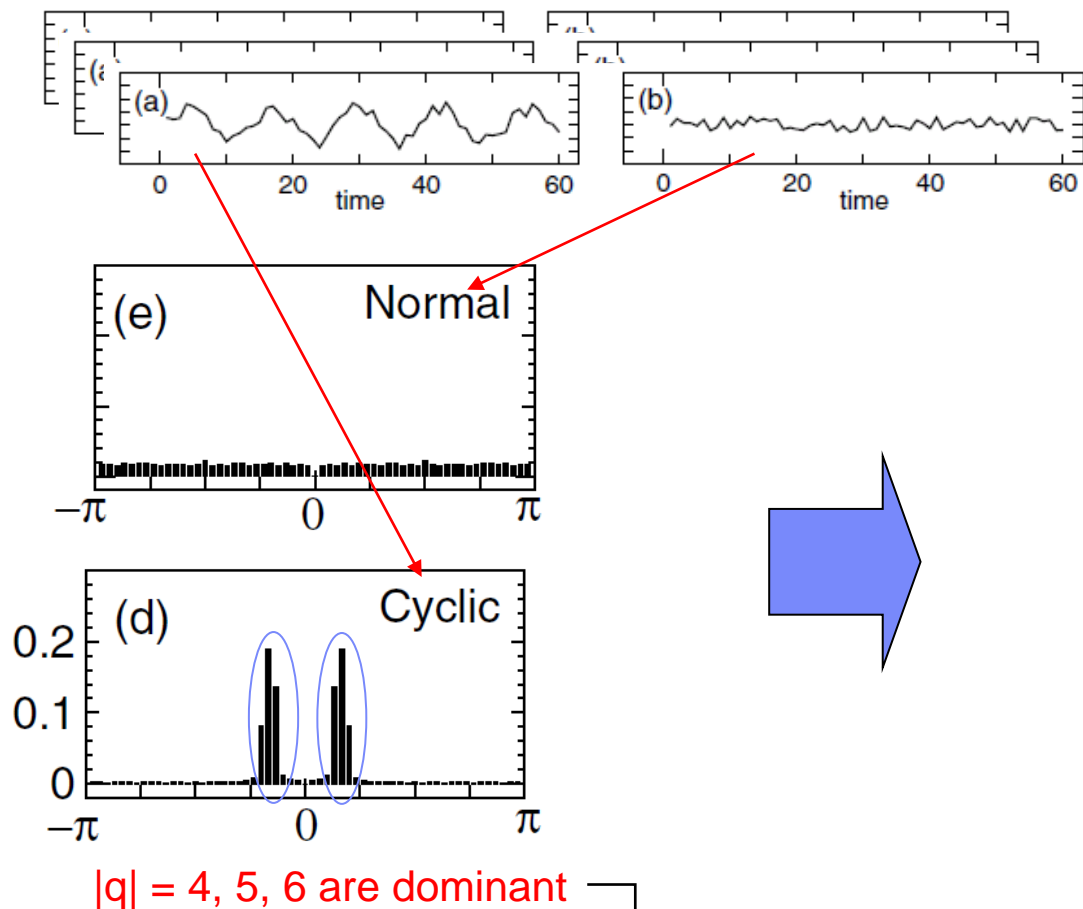 (a)
(b)
0 20 40 60
time
0 20 40 60
time
(e) Normal
−π 0 π
(d) Cyclic
0.2
0.1
0
−π 0 π
|q| = 4, 5, 6 are dominant